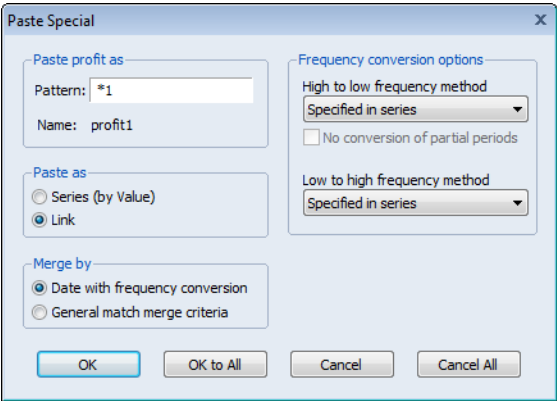 Paste Special
x
Paste profit as
Pattern: *1
Name: profit1
Paste as
Series (by Value)
Link
Merge by
Date with frequency conversion
General match merge criteria
Frequency conversion options
High to low frequency method
Specified in series
No conversion of partial periods
Low to high frequency method
Specified in series
OK
OK to All
Cancel
Cancel All